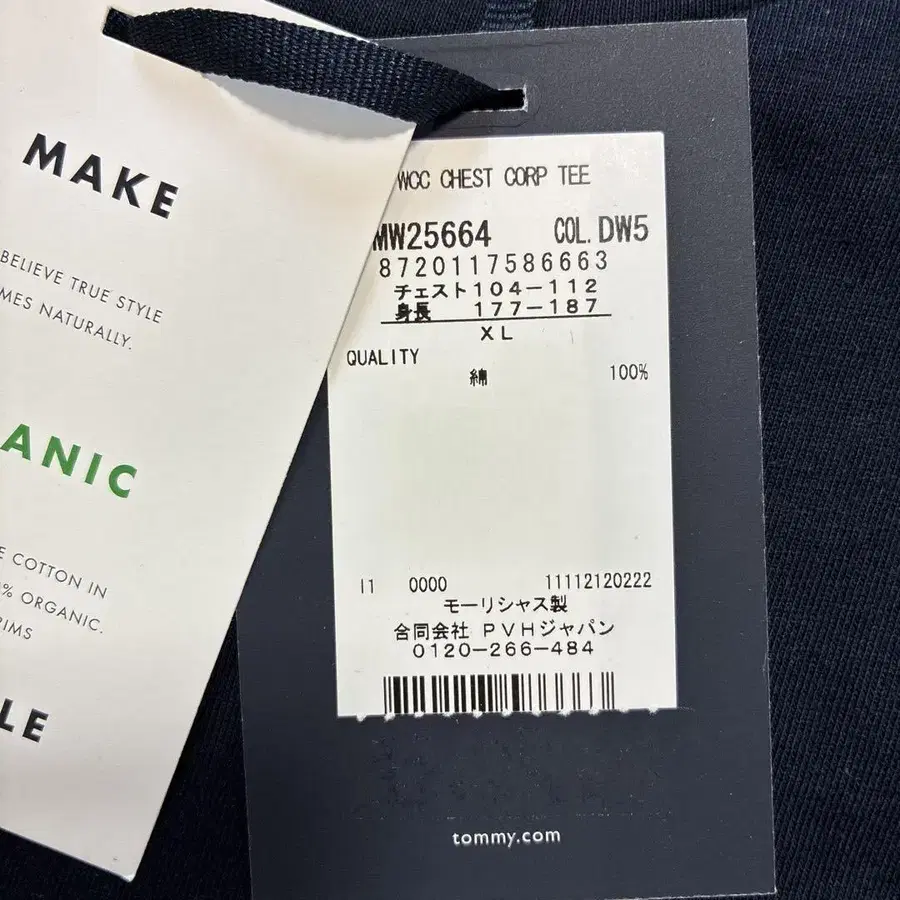 MAKE
BELIEVE TRUE STYLE
MES NATURALLY.
ANIC
E COTTON IN
% ORGANIC.
RIMS
LE
WCC CHEST CORP TEE
MW25664 COL. DW5
8720117586663
チェスト104-112
身長 177-187
XL
QUALITY
綿 100%
I1 0000 11112120222
モーリシャス製
合同会社 PVHジャパン
0120-266-484
tommy.com